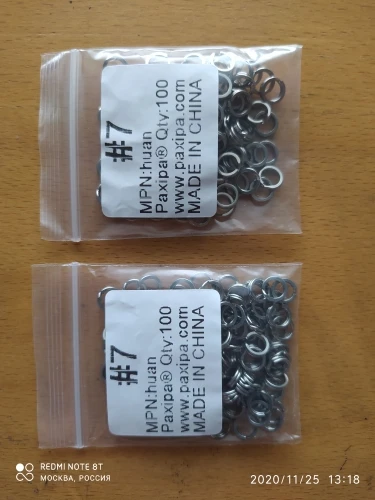 #7
MPN:huan
Paxipa® Qty:100
www.paxipa.com
MADE IN CHINA
#7
MPN:huan
Paxipa® Qty:100
www.paxipa.com
MADE IN CHINA
REDMI NOTE 8T
МОСКВА, РОССИЯ
2020/11/25 13:18